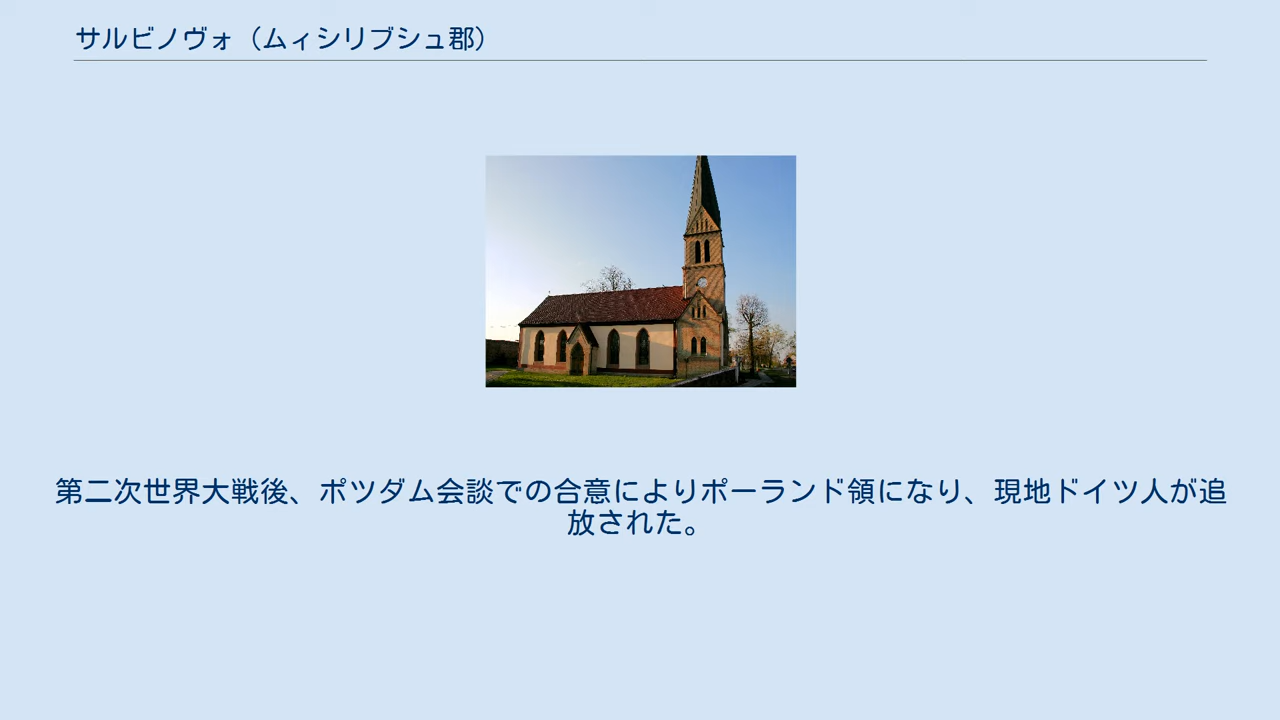 サルビノヴォ（ムィシリブシュ郡）
第二次世界大戦後、ポツダム会談での合意によりポーランド領になり、現地ドイツ人が追
放された。